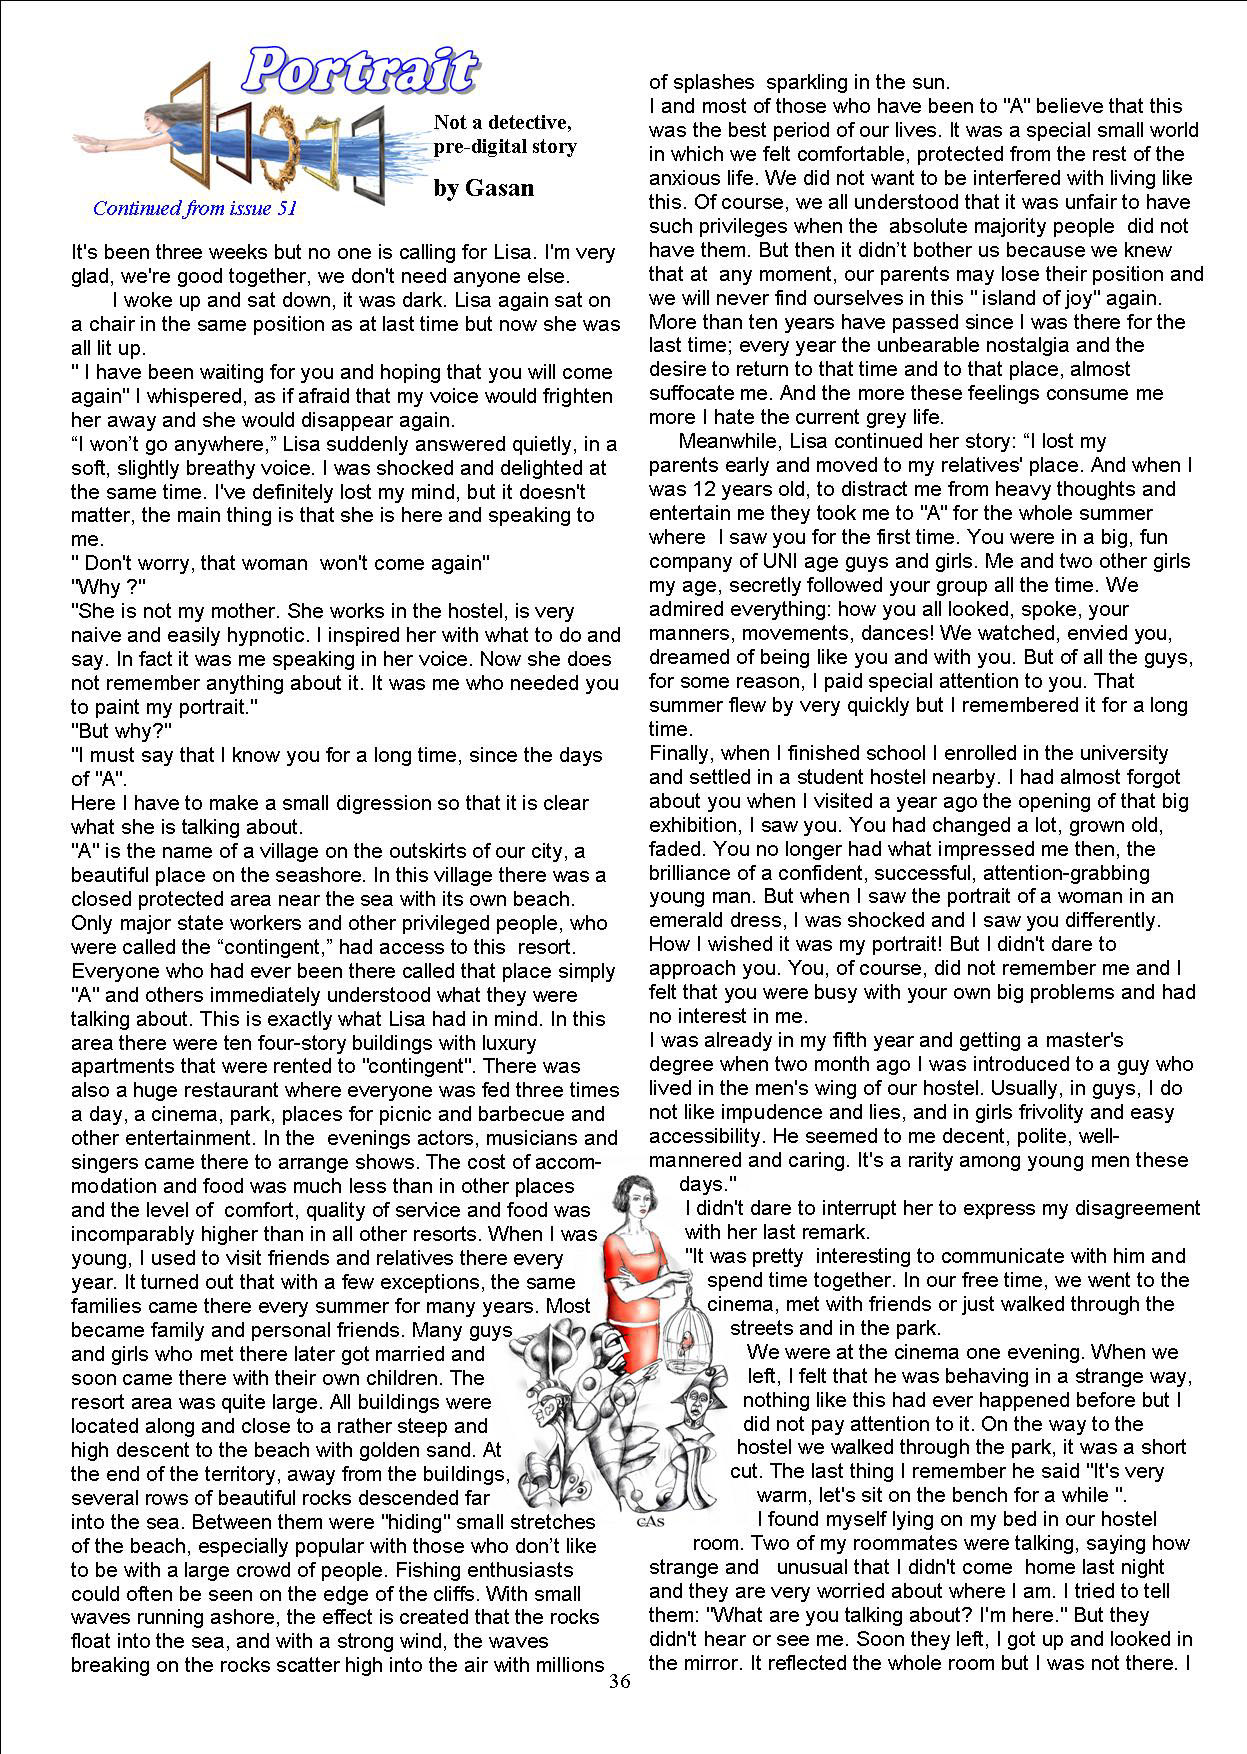 Portrait
Not a detective,
pre-digital story
by Gasan
Continued from issue 51
It's been three weeks but no one is calling for Lisa. I'm very
glad, we're good together, we don't need anyone else.
I woke up and sat down, it was dark. Lisa again sat on
a chair in the same position as at last time but now she was
all lit up.
" I have been waiting for you and hoping that you will come
again" I whispered, as if afraid that my voice would frighten
her away and she would disappear again.
“I won’t go anywhere,” Lisa suddenly answered quietly, in a
soft, slightly breathy voice. I was shocked and delighted at
the same time. I've definitely lost my mind, but it doesn't
matter, the main thing is that she is here and speaking to
me.
" Don't worry, that woman  won't come again"
"Why ?"
"She is not my mother. She works in the hostel, is very
naive and easily hypnotic. I inspired her with what to do and
say. In fact it was me speaking in her voice. Now she does
not remember anything about it. It was me who needed you
to paint my portrait."
"But why?"
"I must say that I know you for a long time, since the days
of "A".
Here I have to make a small digression so that it is clear
what she is talking about.
"A" is the name of a village on the outskirts of our city, a
beautiful place on the seashore. In this village there was a
closed protected area near the sea with its own beach.
Only major state workers and other privileged people, who
were called the “contingent,” had access to this  resort.
Everyone who had ever been there called that place simply
"A" and others immediately understood what they were
talking about. This is exactly what Lisa had in mind. In this
area there were ten four-story buildings with luxury
apartments that were rented to "contingent". There was
also a huge restaurant where everyone was fed three times
a day, a cinema, park, places for picnic and barbecue and
other entertainment. In the  evenings actors, musicians and
singers came there to arrange shows. The cost of accom-
modation and food was much less than in other places
and the level of  comfort, quality of service and food was
incomparably higher than in all other resorts. When I was
young, I used to visit friends and relatives there every
year. It turned out that with a few exceptions, the same
families came there every summer for many years. Most
became family and personal friends. Many guys
and girls who met there later got married and
soon came there with their own children. The
resort area was quite large. All buildings were
located along and close to a rather steep and
high descent to the beach with golden sand. At
the end of the territory, away from the buildings,
several rows of beautiful rocks descended far
into the sea. Between them were "hiding" small stretches
of the beach, especially popular with those who don’t like
to be with a large crowd of people. Fishing enthusiasts
could often be seen on the edge of the cliffs. With small
waves running ashore, the effect is created that the rocks
float into the sea, and with a strong wind, the waves
breaking on the rocks scatter high into the air with millions
of splashes  sparkling in the sun.
I and most of those who have been to "A" believe that this
was the best period of our lives. It was a special small world
in which we felt comfortable, protected from the rest of the
anxious life. We did not want to be interfered with living like
this. Of course, we all understood that it was unfair to have
such privileges when the  absolute majority people  did not
have them. But then it didn’t bother us because we knew
that at  any moment, our parents may lose their position and
we will never find ourselves in this " island of joy" again.
More than ten years have passed since I was there for the
last time; every year the unbearable nostalgia and the
desire to return to that time and to that place, almost
suffocate me. And the more these feelings consume me
more I hate the current grey life.
Meanwhile, Lisa continued her story: “I lost my
parents early and moved to my relatives' place. And when I
was 12 years old, to distract me from heavy thoughts and
entertain me they took me to "A" for the whole summer
where  I saw you for the first time. You were in a big, fun
company of UNI age guys and girls. Me and two other girls
my age, secretly followed your group all the time. We
admired everything: how you all looked, spoke, your
manners, movements, dances! We watched, envied you,
dreamed of being like you and with you. But of all the guys,
for some reason, I paid special attention to you. That
summer flew by very quickly but I remembered it for a long
time.
Finally, when I finished school I enrolled in the university
and settled in a student hostel nearby. I had almost forgot
about you when I visited a year ago the opening of that big
exhibition, I saw you. You had changed a lot, grown old,
faded. You no longer had what impressed me then, the
brilliance of a confident, successful, attention-grabbing
young man. But when I saw the portrait of a woman in an
emerald dress, I was shocked and I saw you differently.
How I wished it was my portrait! But I didn't dare to
approach you. You, of course, did not remember me and I
felt that you were busy with your own big problems and had
no interest in me.
I was already in my fifth year and getting a master's
degree when two month ago I was introduced to a guy who
lived in the men's wing of our hostel. Usually, in guys, I do
not like impudence and lies, and in girls frivolity and easy
accessibility. He seemed to me decent, polite, well-
mannered and caring. It's a rarity among young men these
days."
I didn't dare to interrupt her to express my disagreement
with her last remark.
"It was pretty  interesting to communicate with him and
spend time together. In our free time, we went to the
cinema, met with friends or just walked through the
streets and in the park.
We were at the cinema one evening. When we
left, I felt that he was behaving in a strange way,
nothing like this had ever happened before but I
did not pay attention to it. On the way to the
hostel we walked through the park, it was a short
cut. The last thing I remember he said "It's very
warm, let's sit on the bench for a while ".
I found myself lying on my bed in our hostel
room. Two of my roommates were talking, saying how
strange and   unusual that I didn't come  home last night
and they are very worried about where I am. I tried to tell
them: "What are you talking about? I'm here." But they
didn't hear or see me. Soon they left, I got up and looked in
the mirror. It reflected the whole room but I was not there. I
GAS
36